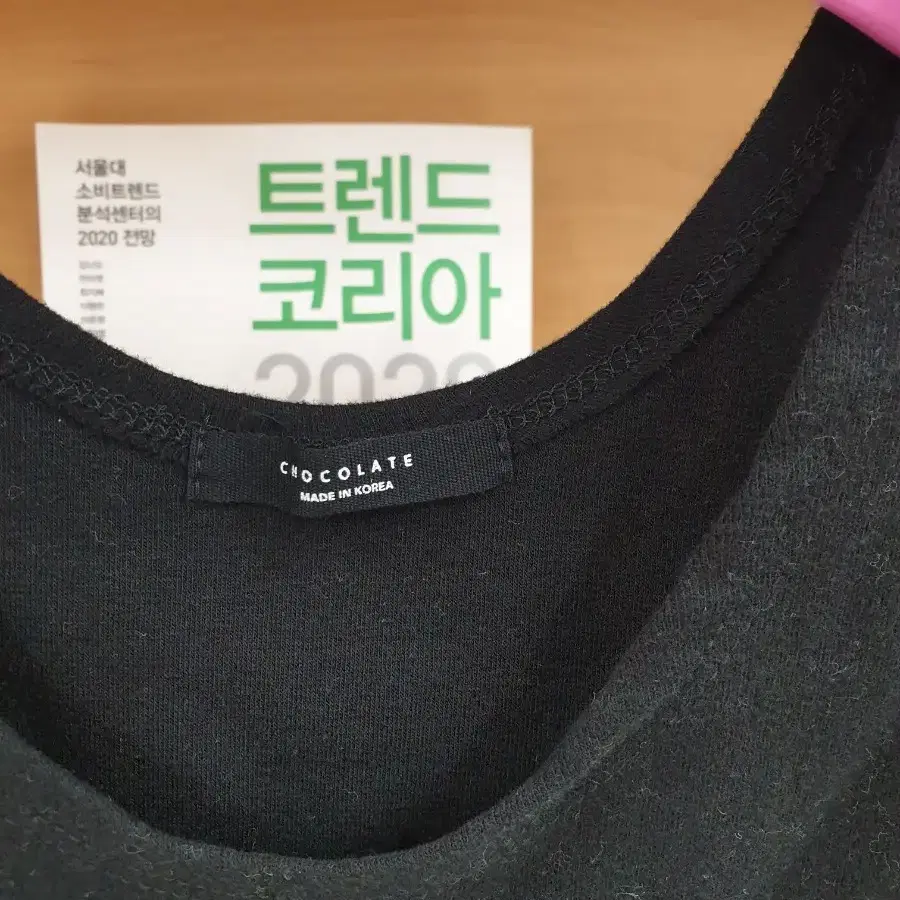 서울대
소비트렌드
분석센터의
2020 전망
트렌드
코리아
2020
CHOCOLATE
MADE IN KOREA